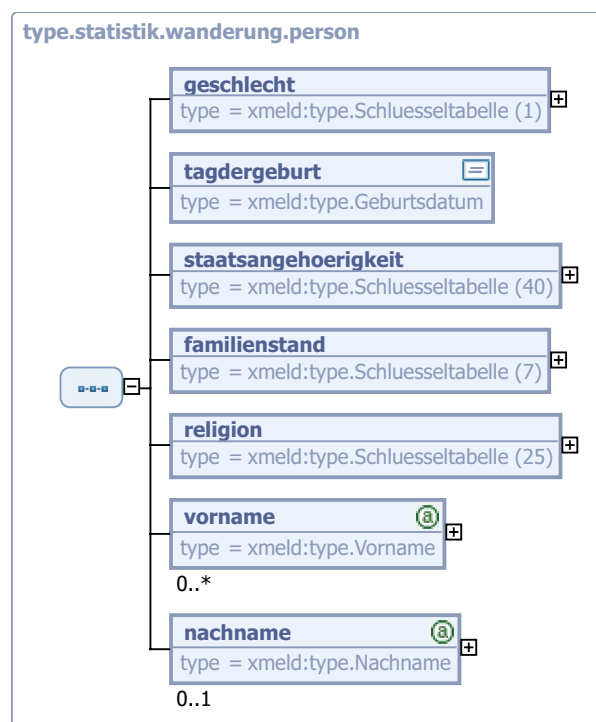 type.statistik.wanderung.person
geschlecht
type = xmeld:type.Schluesseltabelle (1)
tagdergeburt
type = xmeld:type.Geburtsdatum
staatsangehoerigkeit
type = xmeld:type.Schluesseltabelle (40)
familienstand
type = xmeld:type.Schluesseltabelle (7)
religion
type = xmeld:type.Schluesseltabelle (25)
vorname @
type = xmeld:type.Vorname
0..*
nachname @
type = xmeld:type.Nachname
0..1